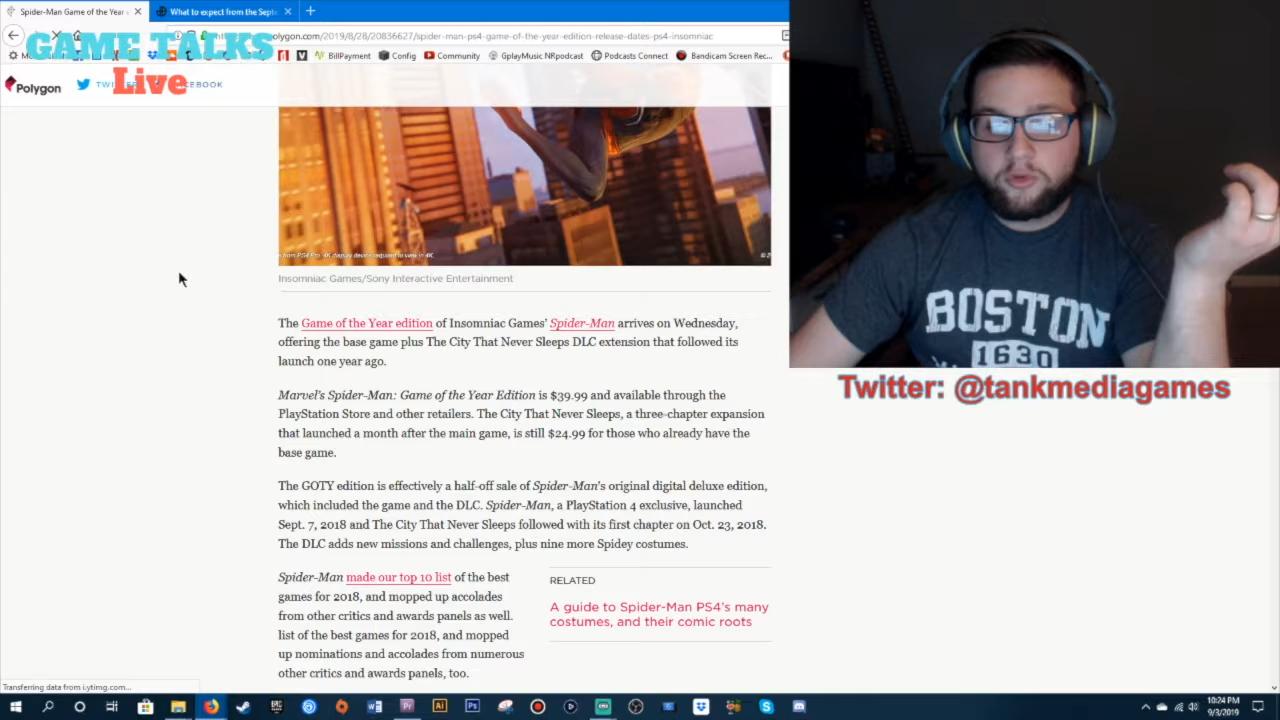 Spider-Man Game of the Year
What to expect from the Septe
GAME TALKS
Live
olygon.com/2019/8/28/20836627/spider-man-ps4-game-of-the-year-edition-release-dates-ps4-insomniac
BillPayment
Config
Community
GplayMusic NRpodcast
Podcasts Connect
Bandicam Screen Rec...
Polygon
TWI
CEBOOK
from PS4 Pro. 4K display device required to view in 4K.
Insomniac Games/Sony Interactive Entertainment
The Game of the Year edition of Insomniac Games' Spider-Man arrives on Wednesday,
offering the base game plus The City That Never Sleeps DLC extension that followed its
launch one year ago.
Marvel's Spider-Man: Game of the Year Edition is $39.99 and available through the
PlayStation Store and other retailers. The City That Never Sleeps, a three-chapter expansion
that launched a month after the main game, is still $24.99 for those who already have the
base game.
The GOTY edition is effectively a half-off sale of Spider-Man's original digital deluxe edition,
which included the game and the DLC. Spider-Man, a PlayStation 4 exclusive, launched
Sept. 7, 2018 and The City That Never Sleeps followed with its first chapter on Oct. 23, 2018.
The DLC adds new missions and challenges, plus nine more Spidey costumes.
Spider-Man made our top 10 list of the best
games for 2018, and mopped up accolades
from other critics and awards panels as well.
list of the best games for 2018, and mopped
up nominations and accolades from numerous
other critics and awards panels, too.
RELATED
A guide to Spider-Man PS4's many
costumes, and their comic roots
BOSTON
1630
Twitter: @tankmediagames
Transferring data from i.ytimg.com...
10:24 PM
9/3/2019